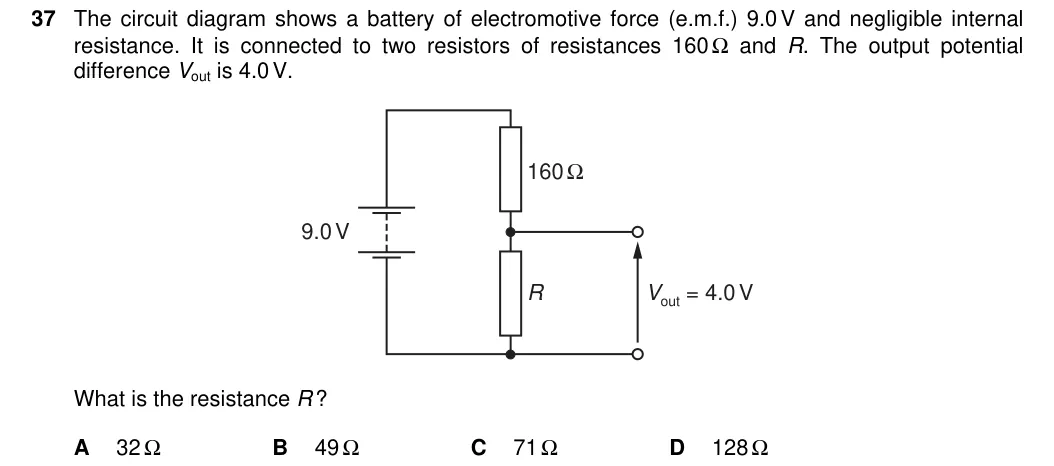 37 The circuit diagram shows a battery of electromotive force (e.m.f.) 9.0 V and negligible internal
resistance. It is connected to two resistors of resistances 160 Ω and R. The output potential
difference Vout is 4.0 V.
160 Ω
9.0 V
R
Vout = 4.0 V
What is the resistance R?
A 32 Ω B 49 Ω C 71 Ω D 128 Ω